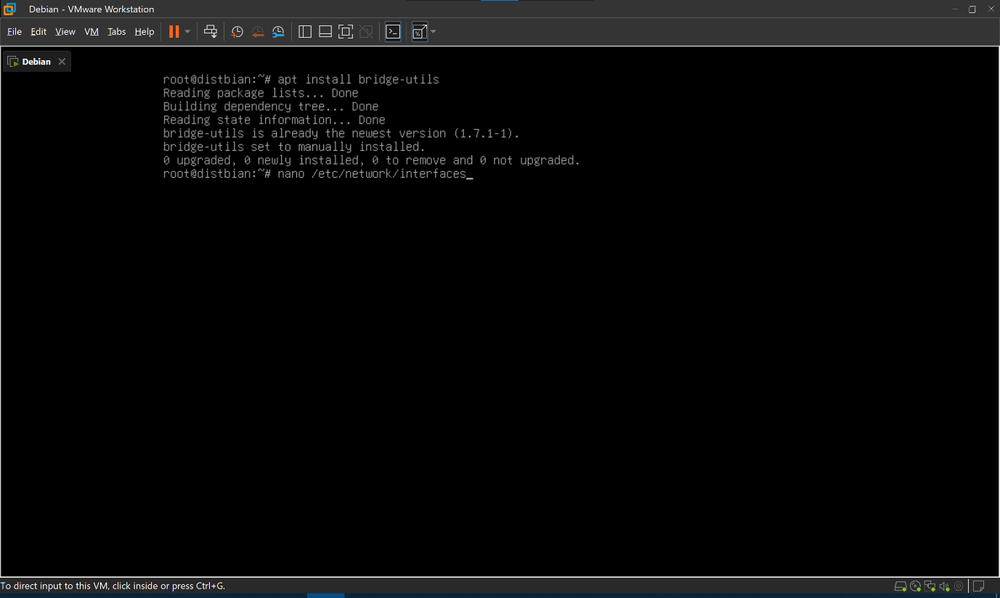 Debian - VMware Workstation
File Edit View VM Tabs Help
Debian
root@distbian:~# apt install bridge-utils
Reading package lists... Done
Building dependency tree... Done
Reading state information... Done
bridge-utils is already the newest version (1.7.1-1).
bridge-utils set to manually installed.
0 upgraded, 0 newly installed, 0 to remove and 0 not upgraded.
root@distbian:~# nano /etc/network/interfaces_
To direct input to this VM, click inside or press Ctrl+G.